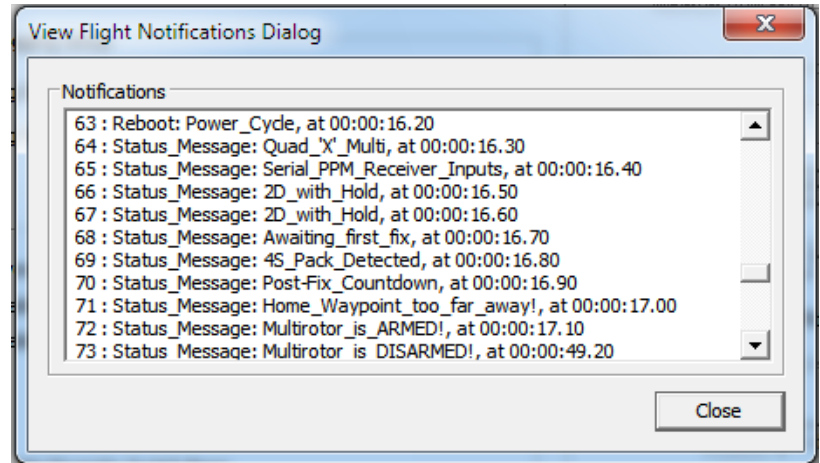 View Flight Notifications Dialog
Notifications
63 : Reboot: Power_Cycle, at 00:00:16.20
64 : Status_Message: Quad_'X'_Multi, at 00:00:16.30
65 : Status_Message: Serial_PPM_Receiver_Inputs, at 00:00:16.40
66 : Status_Message: 2D_with_Hold, at 00:00:16.50
67 : Status_Message: 2D_with_Hold, at 00:00:16.60
68 : Status_Message: Awaiting_first_fix, at 00:00:16.70
69 : Status_Message: 4S_Pack_Detected, at 00:00:16.80
70 : Status_Message: Post-Fix_Countdown, at 00:00:16.90
71 : Status_Message: Home_Waypoint_too_far_away!, at 00:00:17.00
72 : Status_Message: Multirotor_is_ARMED!, at 00:00:17.10
73 : Status_Message: Multirotor_is_DISARMED!, at 00:00:49.20
Close